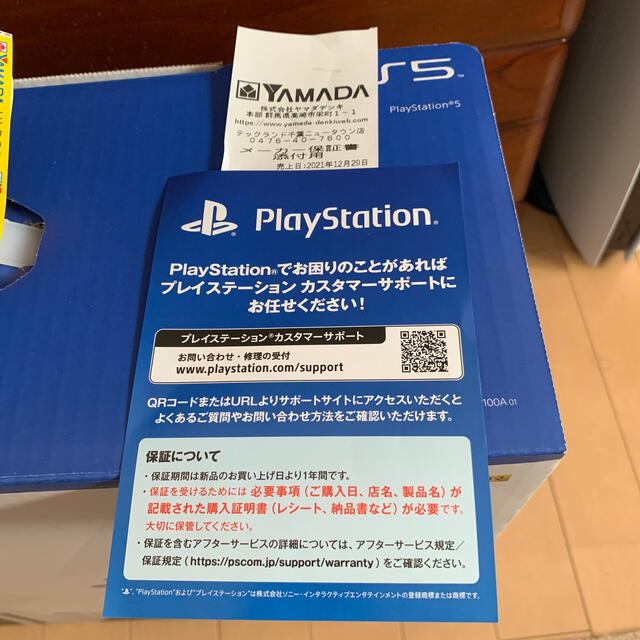 YAMADA
YAMADA
株式会社ヤマダデンキ
本部 群馬県高崎市栄町1-1
https://www.yamada-denkiweb.com
テックランド千葉ニュータウン店
0476-40-7600
メーカー保証書
添付用
売上日:2021年12月29日
S5™
PlayStation®5
PlayStation®
PlayStation®でお困りのことがあれば
プレイステーション カスタマーサポートに
お任せください!
プレイステーション®カスタマーサポート
お問い合わせ・修理の受付
www.playstation.com/support
QRコードまたはURLよりサポートサイトにアクセスいただくと
よくあるご質問やお問い合わせ方法をご確認いただけます。
100A 01
保証について
・保証期間は新品のお買い上げ日より1年間です。
・保証を受けるためには 必要事項(ご購入日、店名、製品名)が
記載された購入証明書(レシート、納品書など)が必要です。
大切に保管してください。
・保証を含むアフターサービスの詳細については、アフターサービス規定/
保証規定(https://pscom.jp/support/warranty)をご確認ください。
"PlayStation"および"プレイステーション"は株式会社ソニー・インタラクティブエンタテインメントの登録商標または商標です。